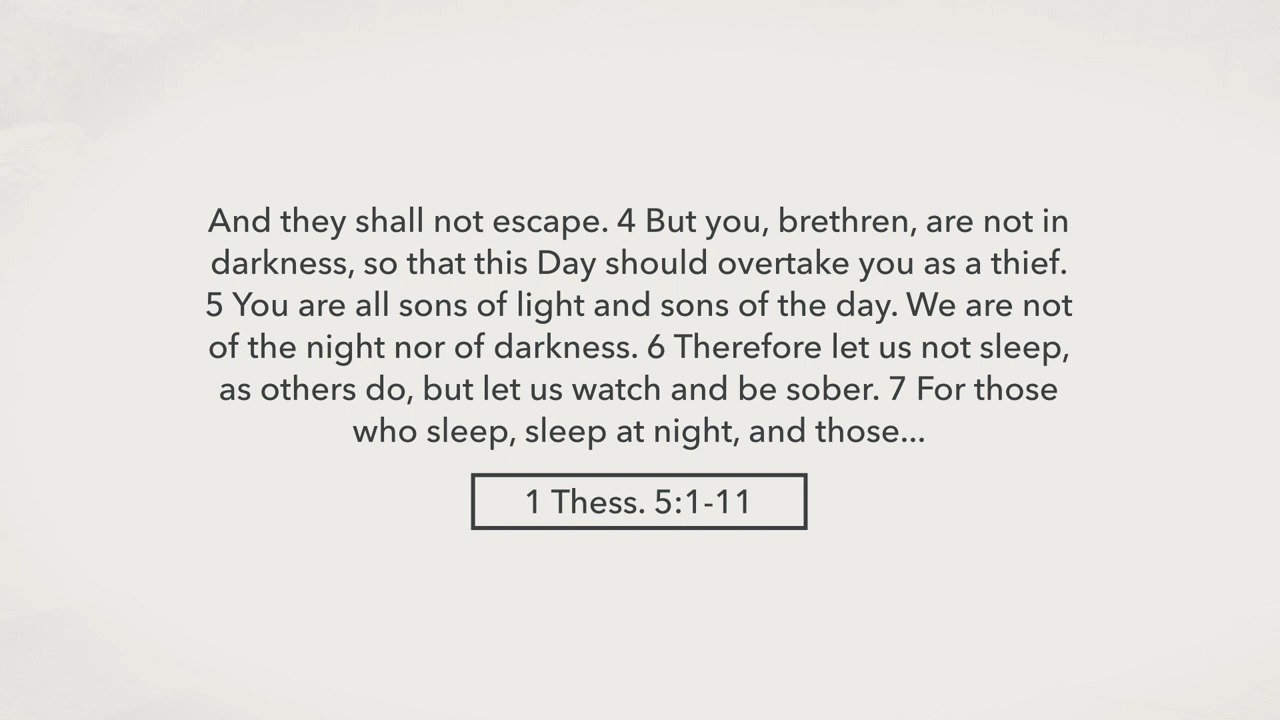 And they shall not escape. 4 But you, brethren, are not in
darkness, so that this Day should overtake you as a thief.
5 You are all sons of light and sons of the day. We are not
of the night nor of darkness. 6 Therefore let us not sleep,
as others do, but let us watch and be sober. 7 For those
who sleep, sleep at night, and those...
1 Thess. 5:1-11